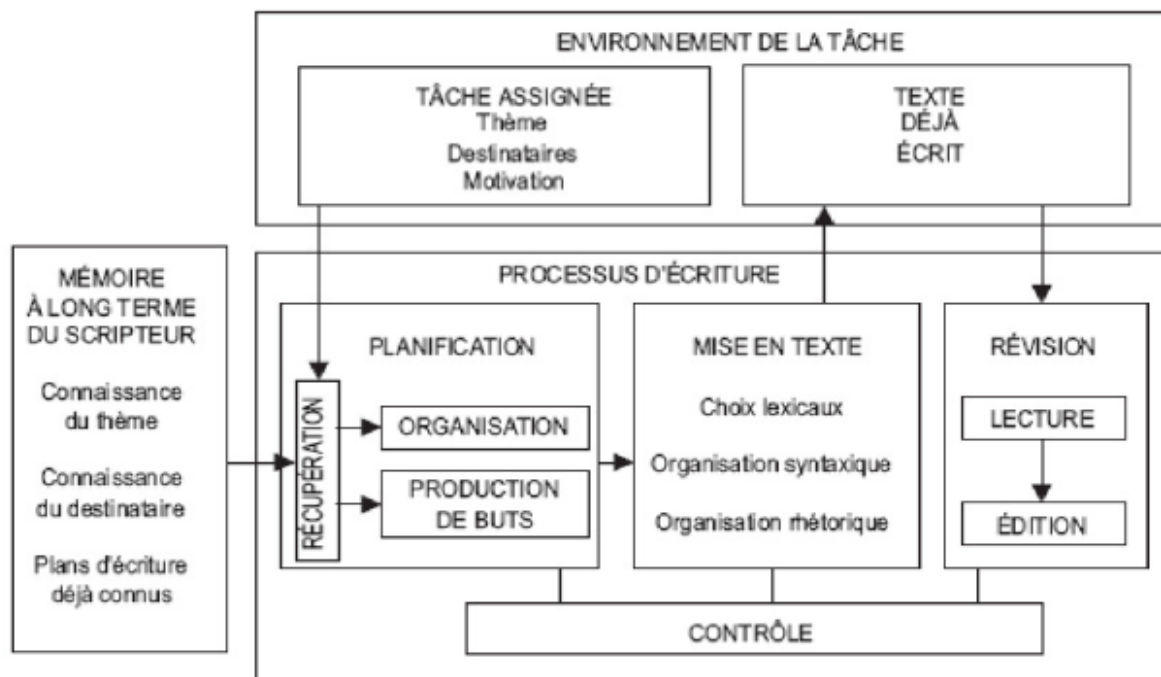 ENVIRONNEMENT DE LA TÂCHE
TÂCHE ASSIGNÉE
Thème
Destinataires
Motivation
TEXTE
DÉJÀ
ÉCRIT
MÉMOIRE
À LONG TERME
DU SCRIPTEUR
Connaissance
du thème
Connaissance
du destinataire
Plans d'écriture
déjà connus
PROCESSUS D'ÉCRITURE
PLANIFICATION
RÉCUPÉRATION
ORGANISATION
PRODUCTION
DE BUTS
MISE EN TEXTE
Choix lexicaux
Organisation syntaxique
Organisation rhétorique
RÉVISION
LECTURE
ÉDITION
CONTRÔLE